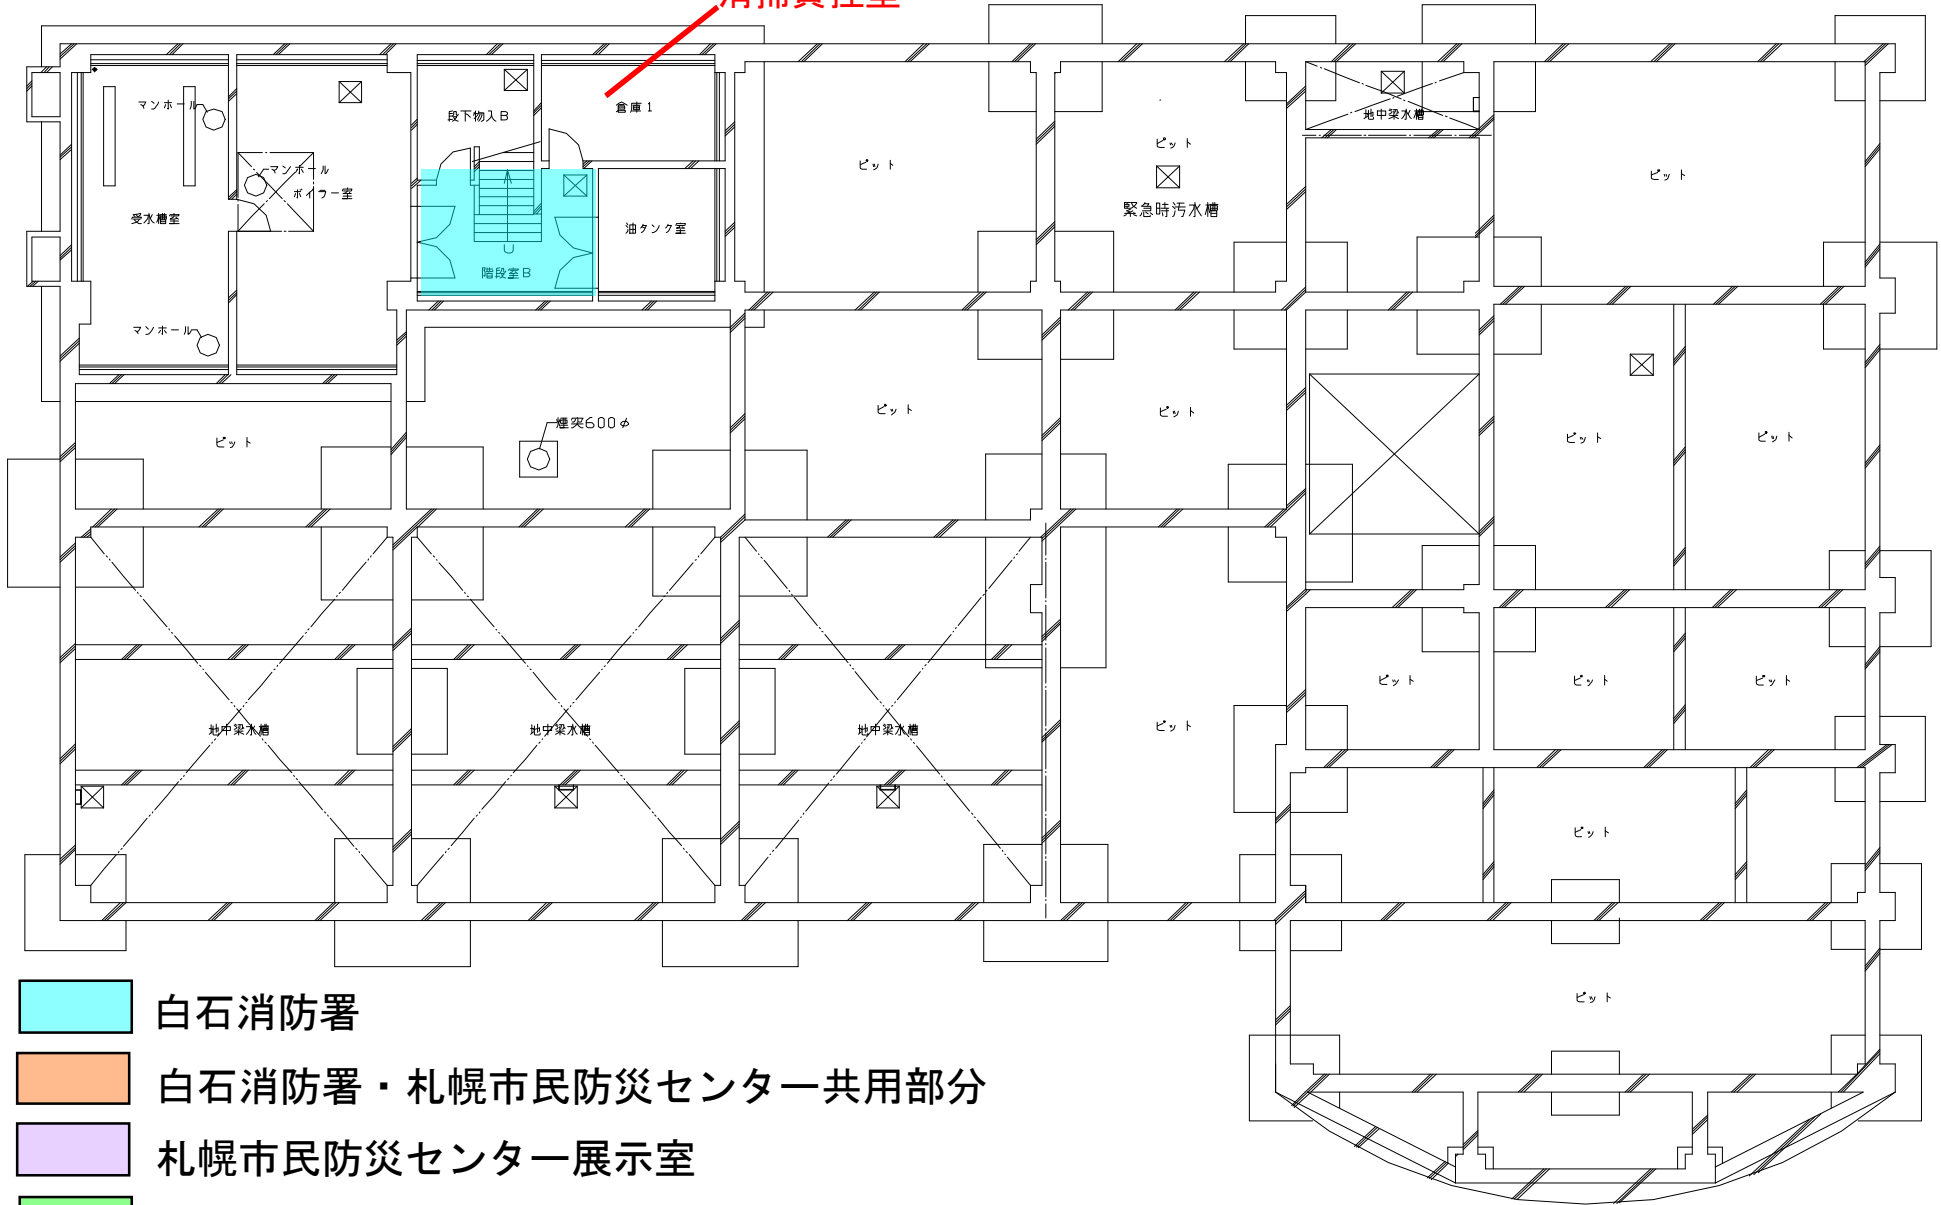 清掃員控室
マンホール
段下物入B
倉庫1
地中梁水槽
ピット
ピット
ピット
マンホール
ボイラー室
受水槽室
緊急時汚水槽
油タンク室
U
階段室B
マンホール
ピット
煙突600φ
ピット
ピット
ピット
ピット
ピット
ピット
ピット
ピット
地中梁水槽
地中梁水槽
地中梁水槽
ピット
ピット
ピット
白石消防署
白石消防署・札幌市民防災センター共用部分
札幌市民防災センター展示室